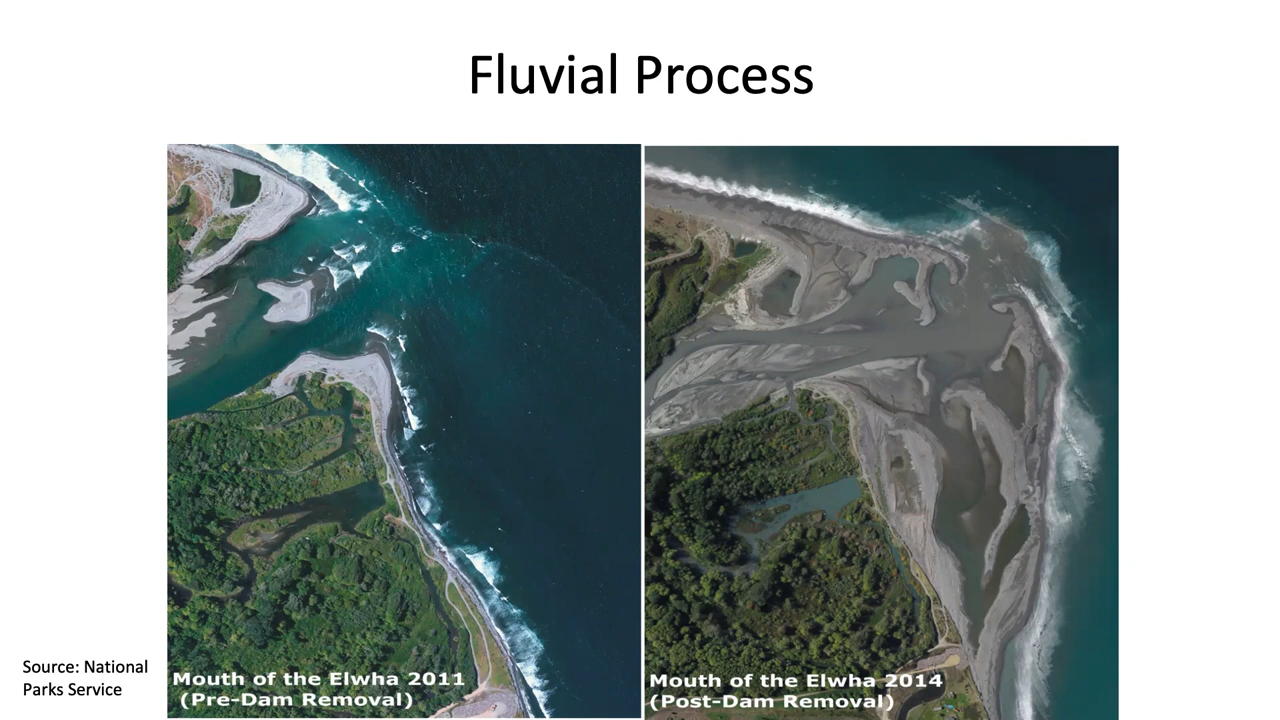 Fluvial Process
Source: National
Parks Service
Mouth of the Elwha 2011
(Pre-Dam Removal)
Mouth of the Elwha 2014
(Post-Dam Removal)